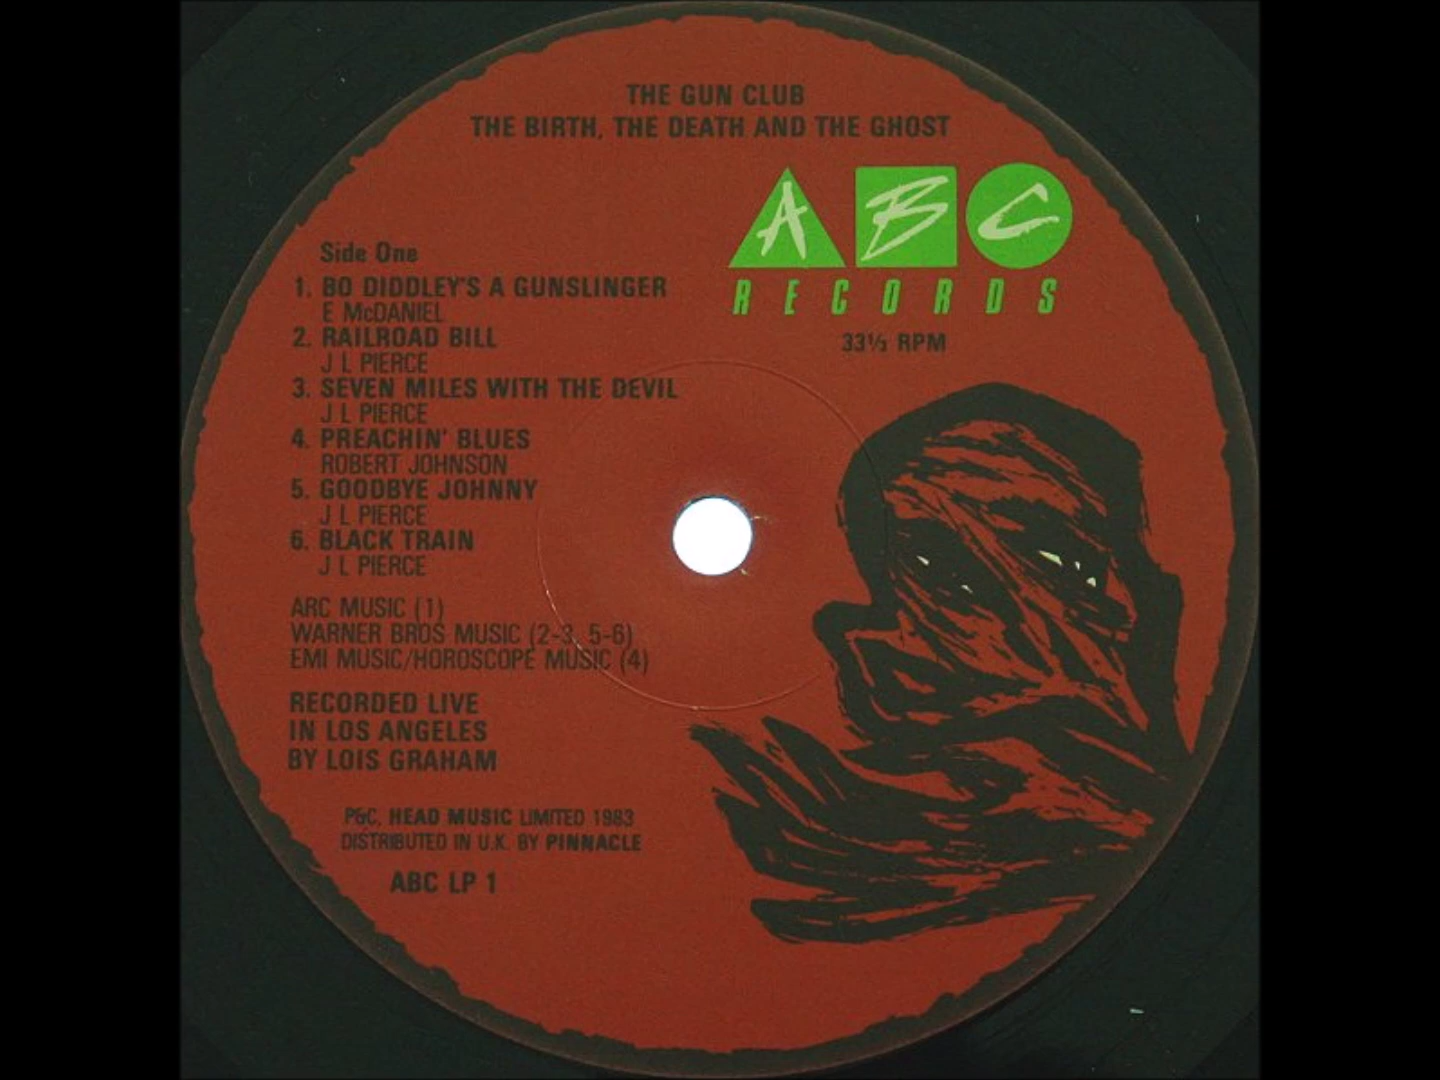 THE GUN CLUB
THE BIRTH, THE DEATH AND THE GHOST
A B C
RECORDS
33⅓ RPM
Side One
1. BO DIDDLEY'S A GUNSLINGER
E McDANIEL
2. RAILROAD BILL
J L PIERCE
3. SEVEN MILES WITH THE DEVIL
J L PIERCE
4. PREACHIN' BLUES
ROBERT JOHNSON
5. GOODBYE JOHNNY
J L PIERCE
6. BLACK TRAIN
J L PIERCE
ARC MUSIC (1)
WARNER BROS MUSIC (2-3, 5-6)
EMI MUSIC/HOROSCOPE MUSIC (4)
RECORDED LIVE
IN LOS ANGELES
BY LOIS GRAHAM
P&C, HEAD MUSIC LIMITED 1983
DISTRIBUTED IN U.K. BY PINNACLE
ABC LP 1